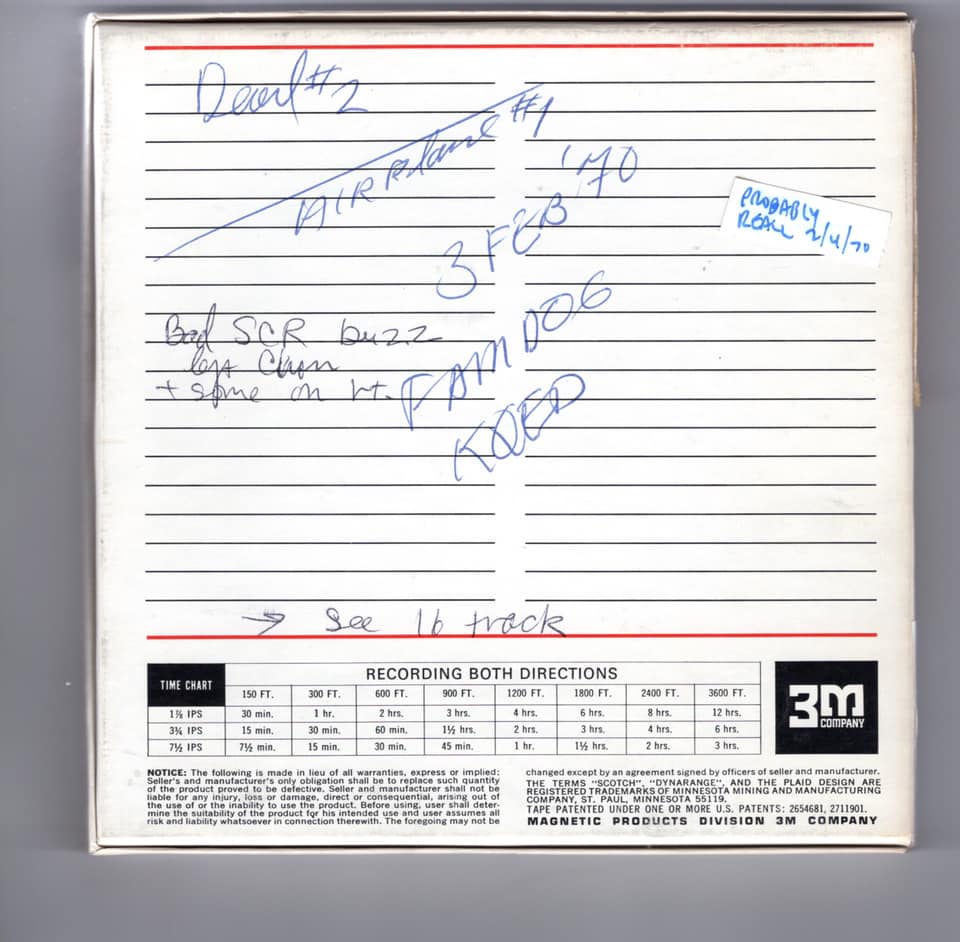 Dead #2
AIR Plane #1
3 FEB '70
PROBABLY
REALL 2/4/70
FAM DOG
KQED
Bad SCR buzz
left Chan
+ some on rt.
→ See 16 track
TIME CHART
RECORDING BOTH DIRECTIONS
150 FT. 300 FT. 600 FT. 900 FT. 1200 FT. 1800 FT. 2400 FT. 3600 FT.
1⅞ IPS 30 min. 1 hr. 2 hrs. 3 hrs. 4 hrs. 6 hrs. 8 hrs. 12 hrs.
3¾ IPS 15 min. 30 min. 60 min. 1½ hrs. 2 hrs. 3 hrs. 4 hrs. 6 hrs.
7½ IPS 7½ min. 15 min. 30 min. 45 min. 1 hr. 1½ hrs. 2 hrs. 3 hrs.
3M
COMPANY
NOTICE: The following is made in lieu of all warranties, express or implied:
Seller's and manufacturer's only obligation shall be to replace such quantity
of the product proved to be defective. Seller and manufacturer shall not be
liable for any injury, loss or damage, direct or consequential, arising out of
the use of or the inability to use the product. Before using, user shall deter-
mine the suitability of the product for his intended use and user assumes all
risk and liability whatsoever in connection therewith. The foregoing may not be
changed except by an agreement signed by officers of seller and manufacturer.
THE TERMS "SCOTCH", "DYNARANGE", AND THE PLAID DESIGN ARE
REGISTERED TRADEMARKS OF MINNESOTA MINING AND MANUFACTURING
COMPANY, ST. PAUL, MINNESOTA 55119.
TAPE PATENTED UNDER ONE OR MORE U.S. PATENTS: 2654681, 2711901.
MAGNETIC PRODUCTS DIVISION 3M COMPANY